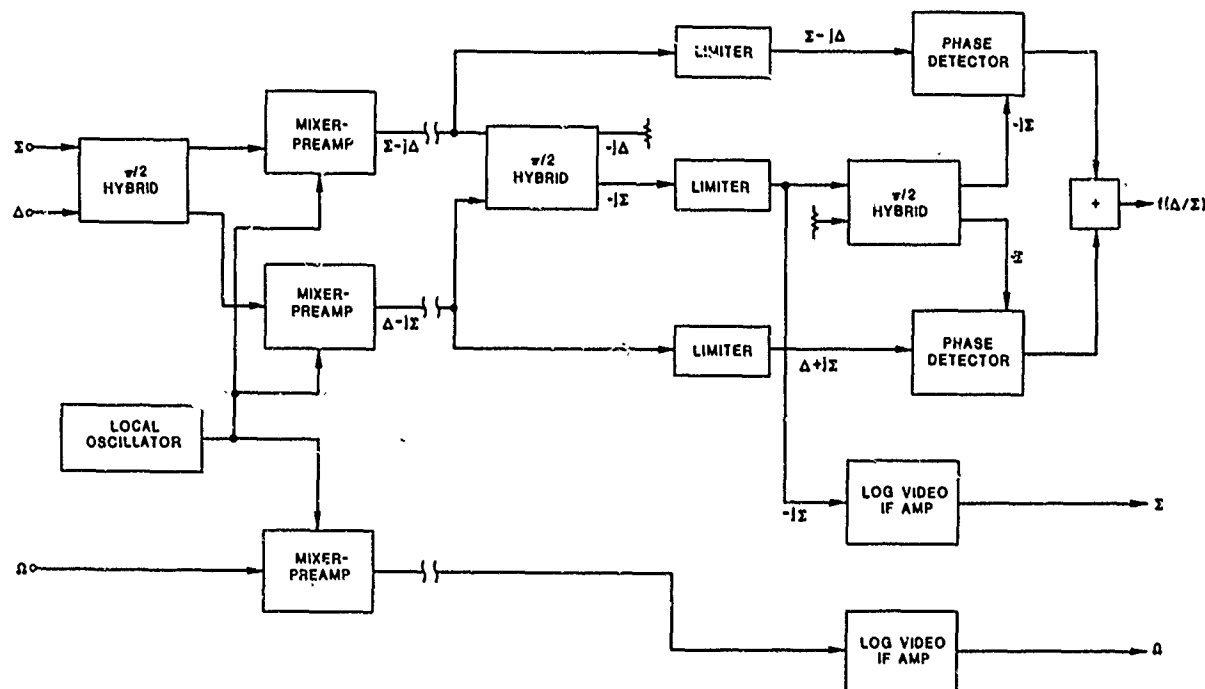 LIMITER
Σ-jΔ
PHASE
DETECTOR
MIXER-
PREAMP
Σ-jΔ
-jΣ
Σ
π/2
HYBRID
π/2
HYBRID
-jΔ
-jΣ
LIMITER
π/2
HYBRID
+
f(Δ/Σ)
Δ
MIXER-
PREAMP
Δ-jΣ
LIMITER
Δ+jΣ
PHASE
DETECTOR
LOCAL
OSCILLATOR
LOG VIDEO
IF AMP
-jΣ
Σ
Ω
MIXER-
PREAMP
LOG VIDEO
IF AMP
Ω